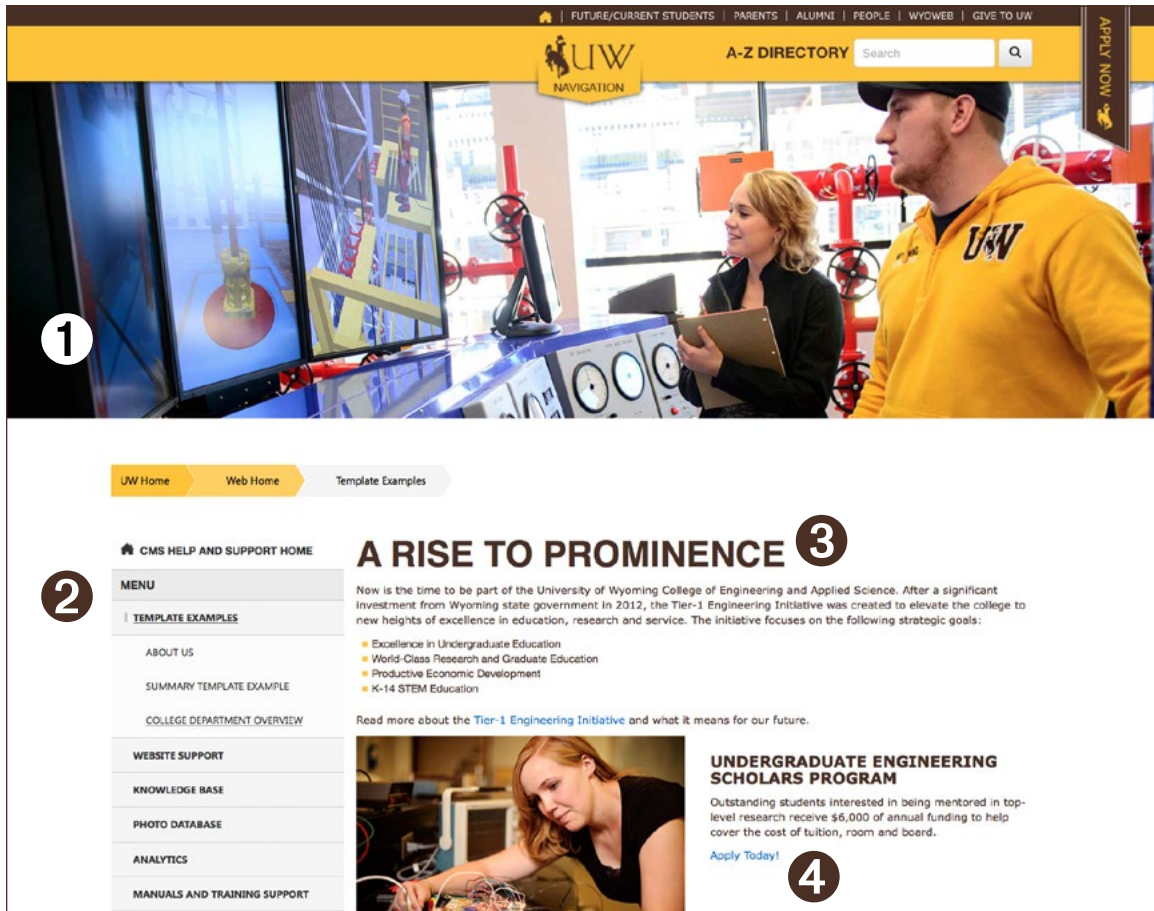 FUTURE/CURRENT STUDENTS | PARENTS | ALUMNI | PEOPLE | WYOWEB | GIVE TO UW
APPLY NOW
UW
NAVIGATION
A-Z DIRECTORY
Search
UW
1
UW Home
Web Home
Template Examples
2
CMS HELP AND SUPPORT HOME
MENU
TEMPLATE EXAMPLES
ABOUT US
SUMMARY TEMPLATE EXAMPLE
COLLEGE DEPARTMENT OVERVIEW
WEBSITE SUPPORT
KNOWLEDGE BASE
PHOTO DATABASE
ANALYTICS
MANUALS AND TRAINING SUPPORT
A RISE TO PROMINENCE
3
Now is the time to be part of the University of Wyoming College of Engineering and Applied Science. After a significant
investment from Wyoming state government in 2012, the Tier-1 Engineering Initiative was created to elevate the college to
new heights of excellence in education, research and service. The initiative focuses on the following strategic goals:
Excellence in Undergraduate Education
World-Class Research and Graduate Education
Productive Economic Development
K-14 STEM Education
Read more about the Tier-1 Engineering Initiative and what it means for our future.
UNDERGRADUATE ENGINEERING
SCHOLARS PROGRAM
Outstanding students interested in being mentored in top-
level research receive $6,000 of annual funding to help
cover the cost of tuition, room and board.
Apply Today!
4